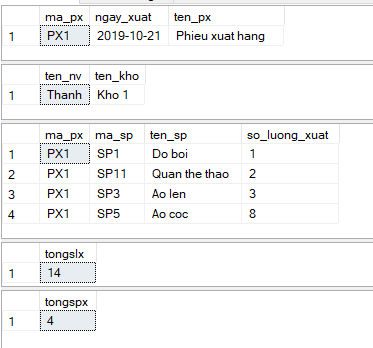 ma_px ngay_xuat ten_px
1 PX1 2019-10-21 Phieu xuat hang
ten_nv ten_kho
1 Thanh Kho 1
ma_px ma_sp ten_sp so_luong_xuat
1 PX1 SP1 Do boi 1
2 PX1 SP11 Quan the thao 2
3 PX1 SP3 Ao len 3
4 PX1 SP5 Ao coc 8
tongslx
1 14
tongspx
1 4